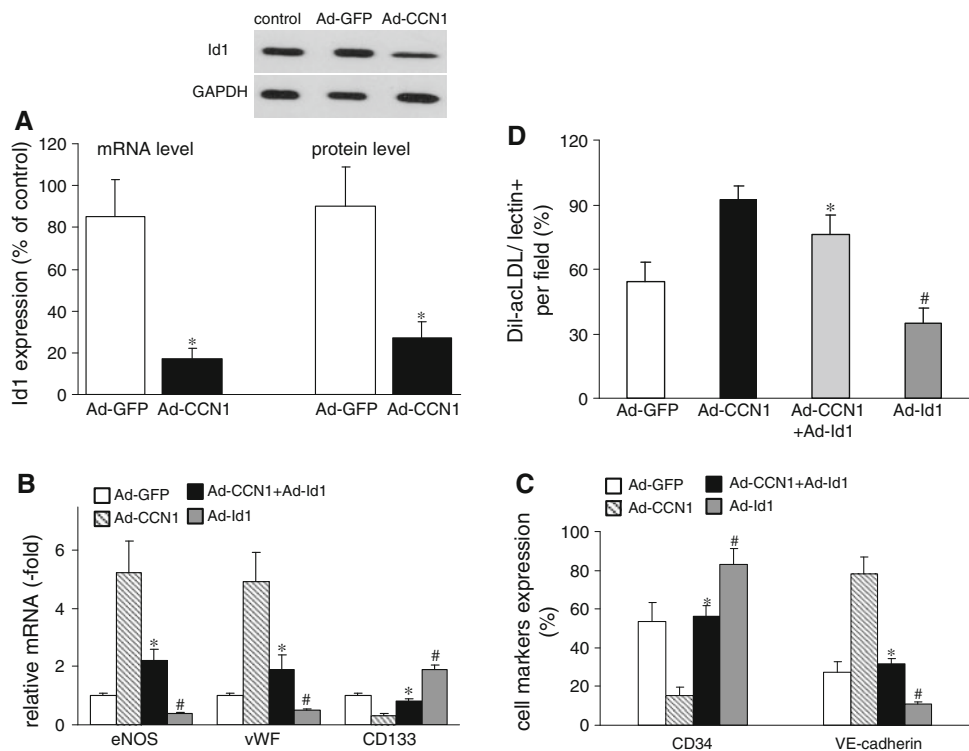 control Ad-GFP Ad-CCN1
Id1
GAPDH
A
mRNA level protein level
Id1 expression (% of control)
120
100
80
60
40
20
0
* *
Ad-GFP Ad-CCN1 Ad-GFP Ad-CCN1
D
Dil-acLDL/ lectin+
per field (%)
120
90
60
30
0
* #
Ad-GFP Ad-CCN1 Ad-CCN1 Ad-Id1
+Ad-Id1
B
Ad-GFP Ad-CCN1+Ad-Id1
Ad-CCN1 Ad-Id1
relative mRNA (-fold)
6
4
2
0
* # * # * #
eNOS vWF CD133
C
Ad-GFP Ad-CCN1+Ad-Id1
Ad-CCN1 Ad-Id1
cell markers expression
(%)
100
80
60
40
20
0
* # * #
CD34 VE-cadherin